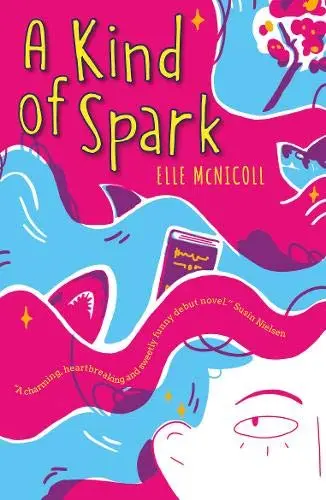 A Kind
of Spark
ELLE McNICOLL
"A charming, heartbreaking and sweetly funny debut novel." Susin Nielsen